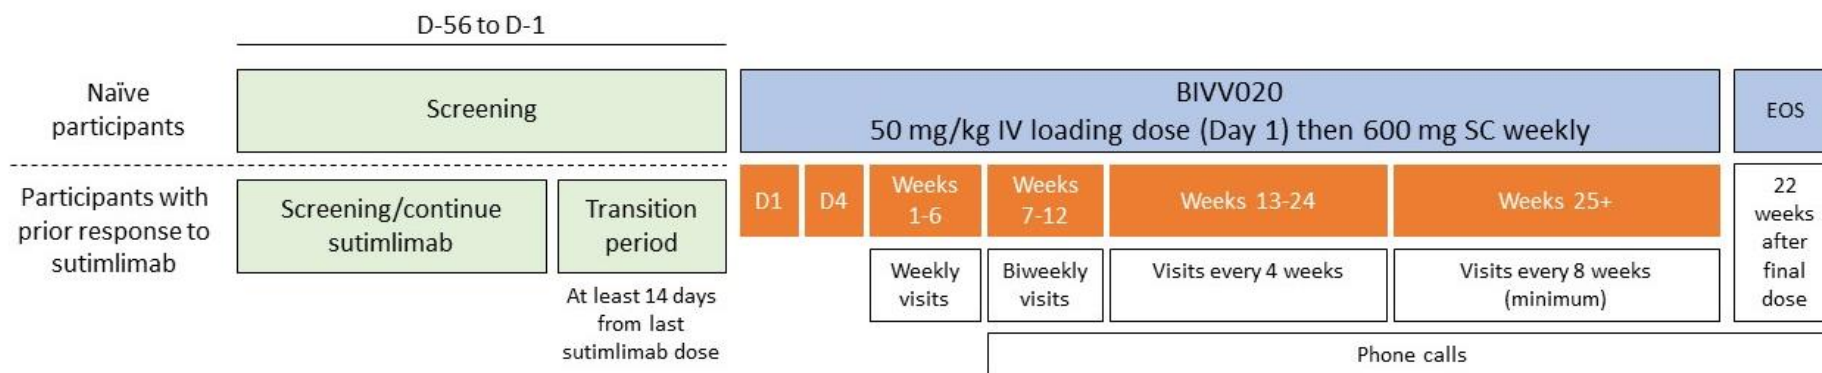 D-56 to D-1
Naïve
participants
Screening
BIVV020
50 mg/kg IV loading dose (Day 1) then 600 mg SC weekly
EOS
Participants with
prior response to
sutimlimab
Screening/continue
sutimlimab
Transition
period
At least 14 days
from last
sutimlimab dose
D1
D4
Weeks
1-6
Weeks
7-12
Weeks 13-24
Weeks 25+
Weekly
visits
Biweekly
visits
Visits every 4 weeks
Visits every 8 weeks
(minimum)
22
weeks
after
final
dose
Phone calls